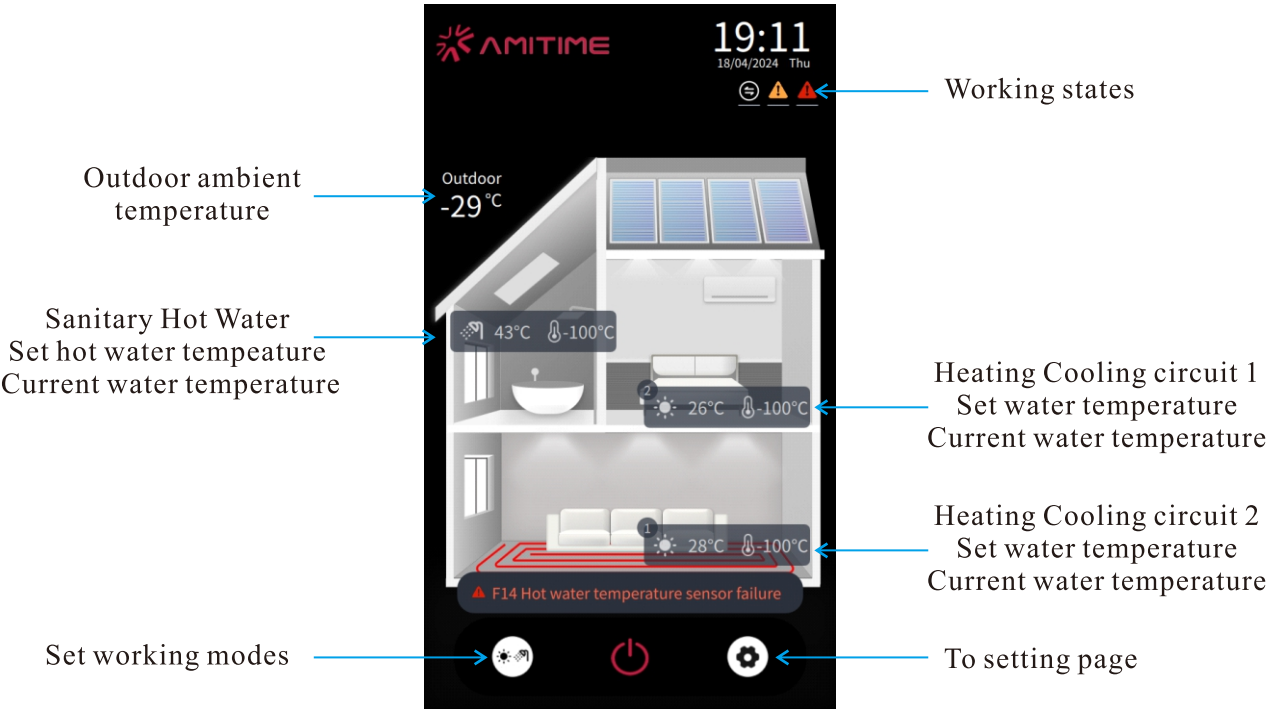 AMITIME
19:11
18/04/2024 Thu
Working states
Outdoor ambient
temperature
Outdoor
-29°C
Sanitary Hot Water
Set hot water tempeature
Current water temperature
43°C -100°C
Heating Cooling circuit 1
Set water temperature
Current water temperature
2
26°C -100°C
Heating Cooling circuit 2
Set water temperature
Current water temperature
1
28°C -100°C
F14 Hot water temperature sensor failure
Set working modes
To setting page